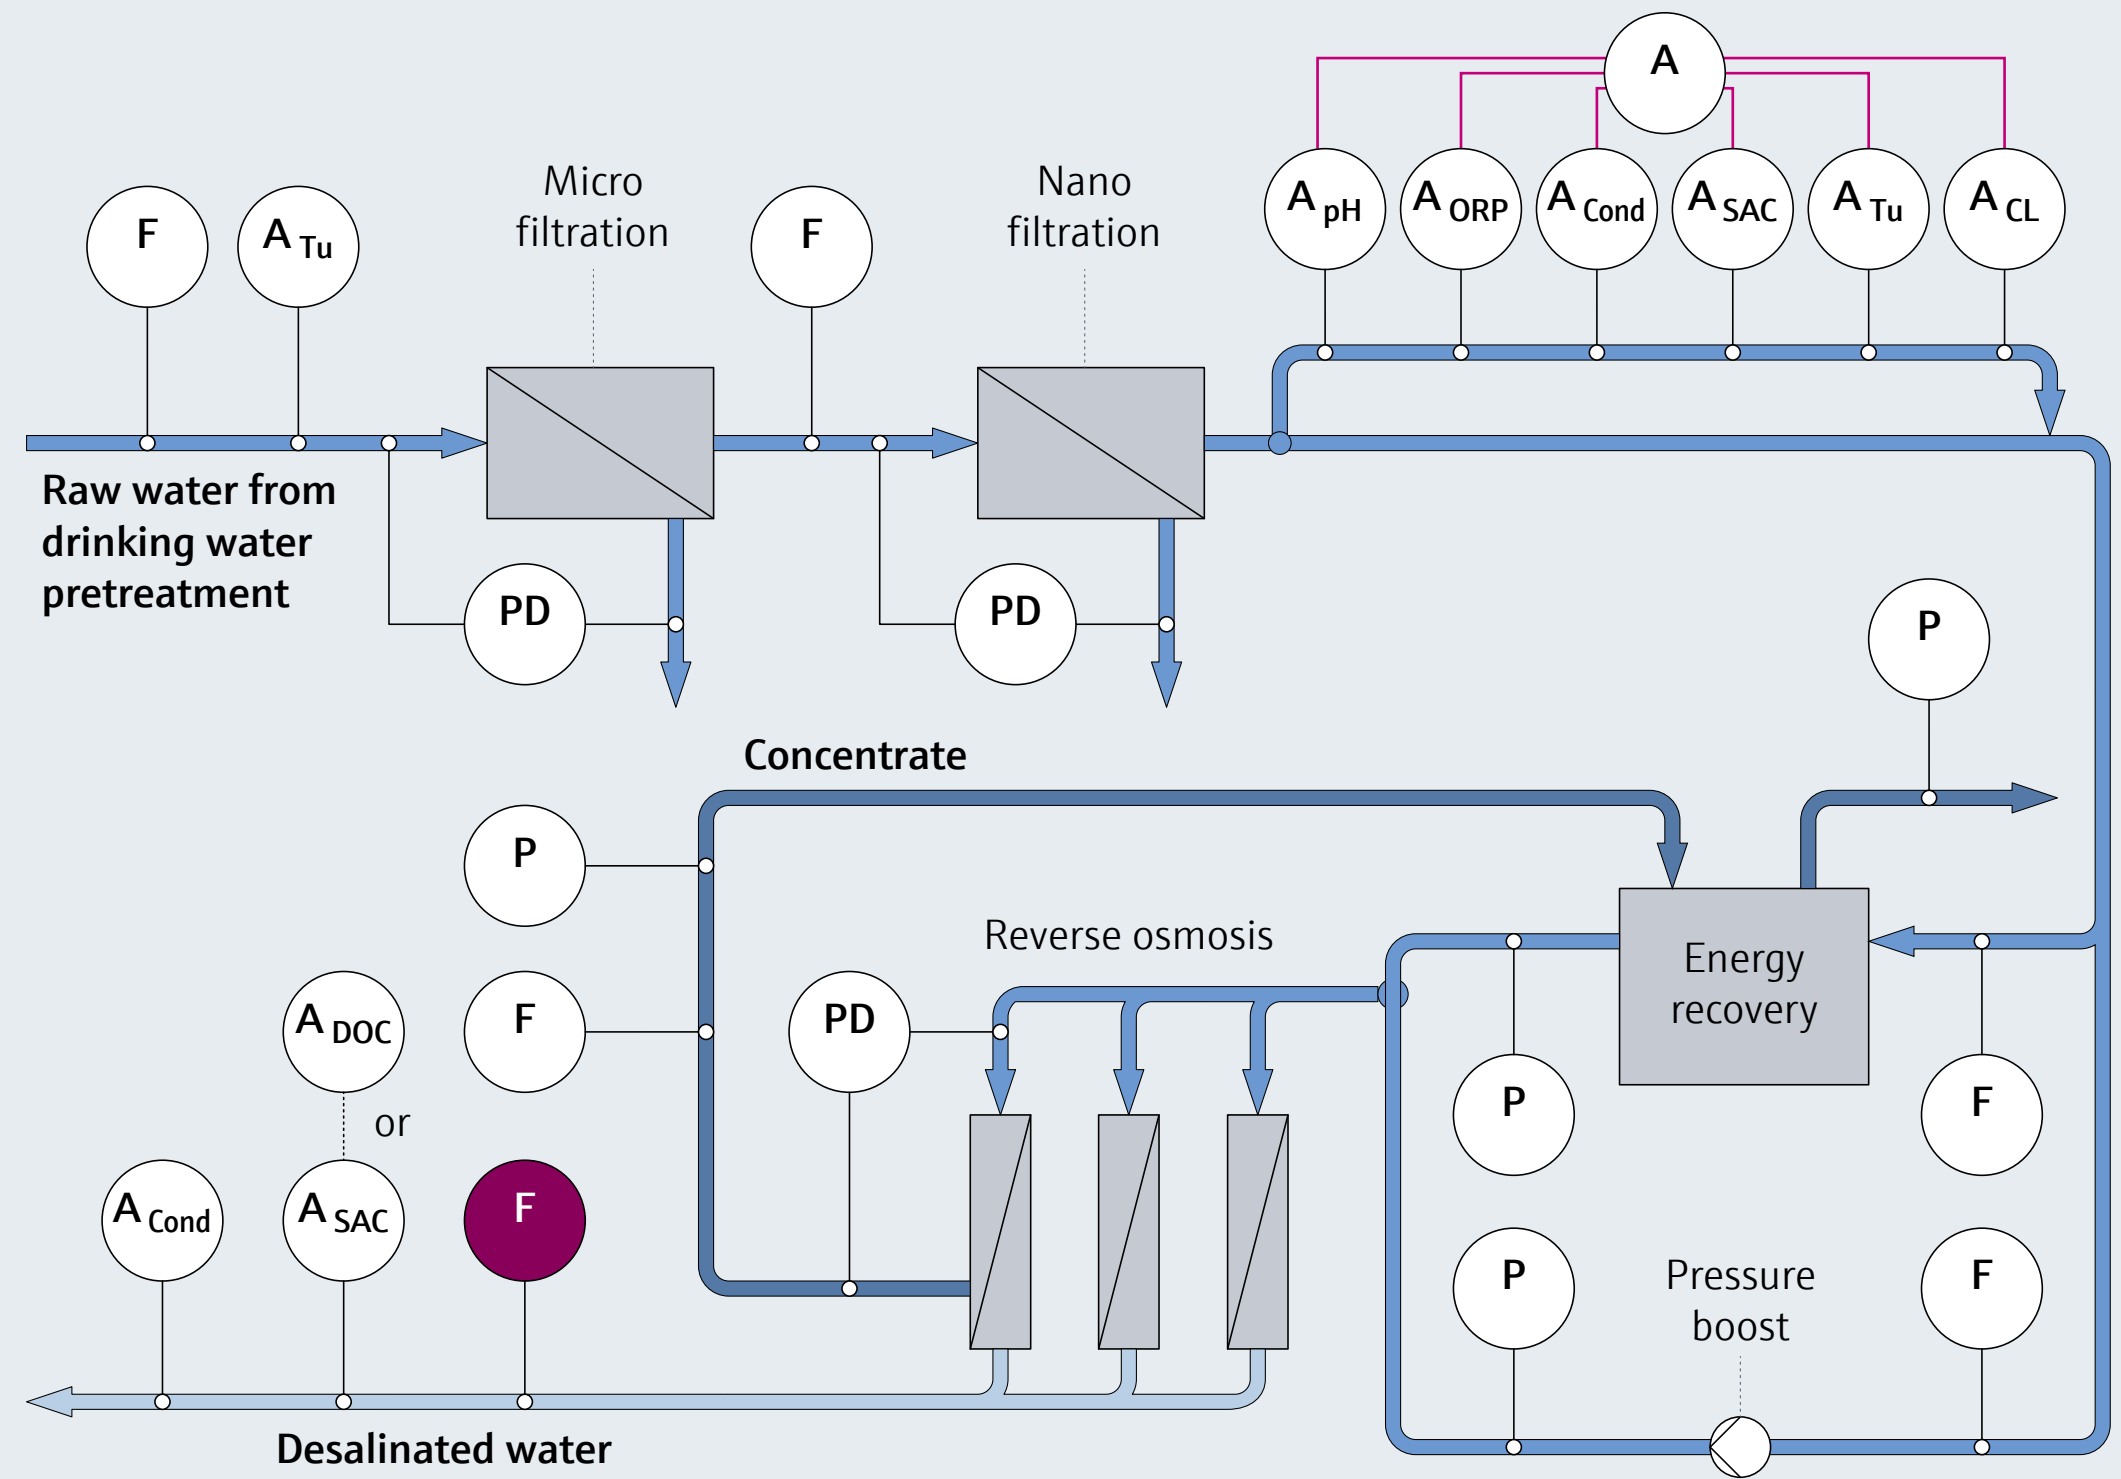 A
Micro
filtration
Nano
filtration
F
A Tu
F
A pH
A ORP
A Cond
A SAC
A Tu
A CL
Raw water from
drinking water
pretreatment
PD
PD
P
Concentrate
P
Reverse osmosis
Energy
recovery
A DOC
F
PD
or
P
F
A Cond
A SAC
F
P
Pressure
boost
F
Desalinated water